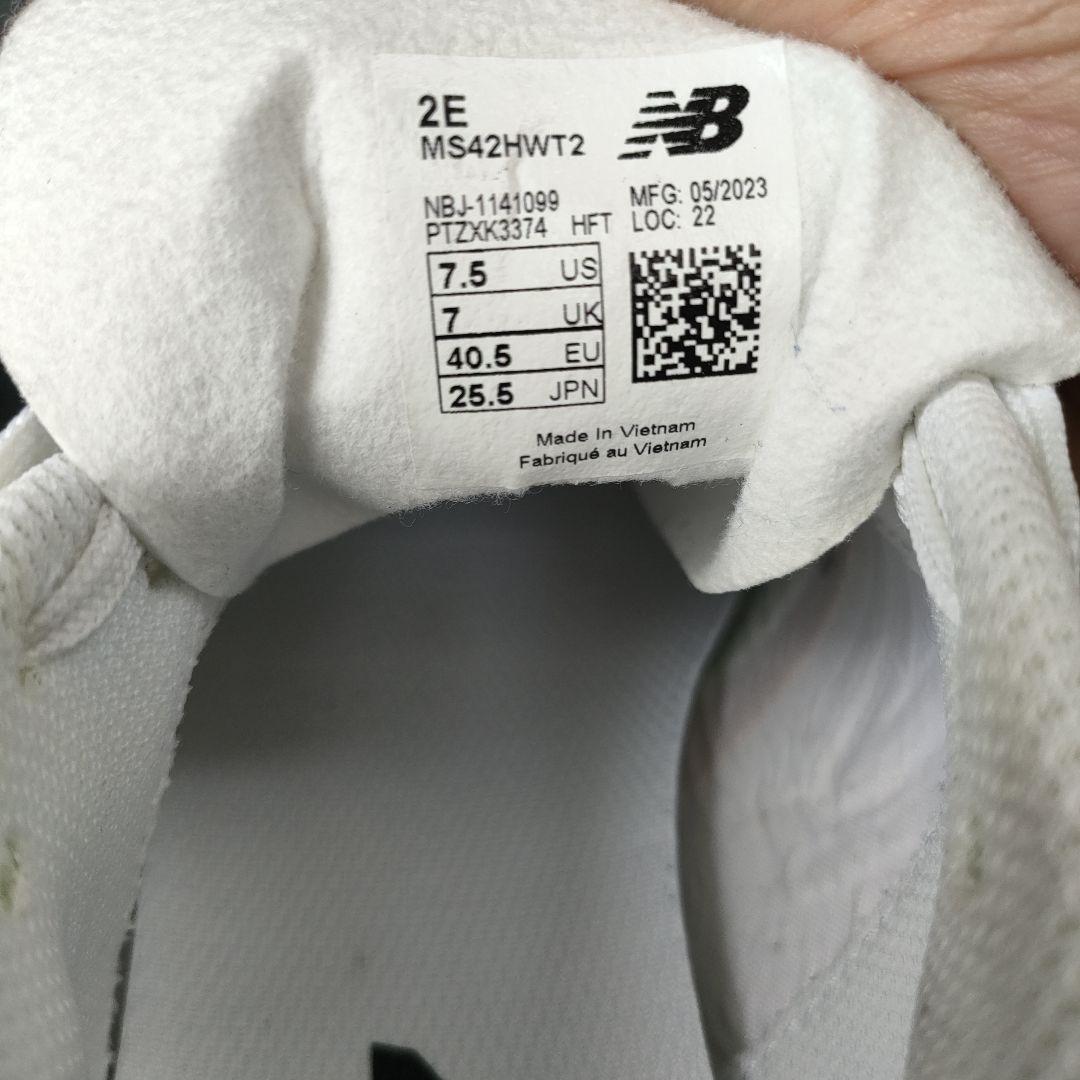 2E
MS42HWT2
NB
NBJ-1141099
PTZXK3374 HFT
MFG: 05/2023
LOC: 22
7.5 US
7 UK
40.5 EU
25.5 JPN
Made In Vietnam
Fabriqué au Vietnam